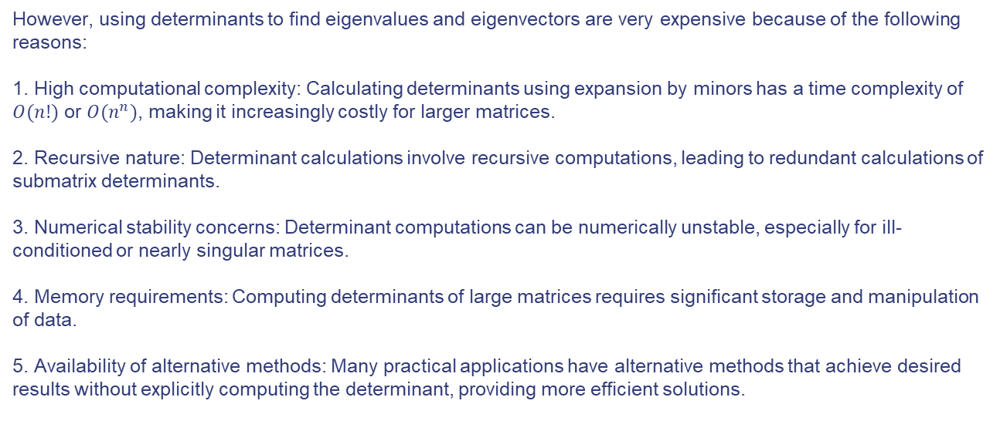 However, using determinants to find eigenvalues and eigenvectors are very expensive because of the following
reasons:
1. High computational complexity: Calculating determinants using expansion by minors has a time complexity of
𝑂(𝑛!) or 𝑂(𝑛ⁿ), making it increasingly costly for larger matrices.
2. Recursive nature: Determinant calculations involve recursive computations, leading to redundant calculations of
submatrix determinants.
3. Numerical stability concerns: Determinant computations can be numerically unstable, especially for ill-
conditioned or nearly singular matrices.
4. Memory requirements: Computing determinants of large matrices requires significant storage and manipulation
of data.
5. Availability of alternative methods: Many practical applications have alternative methods that achieve desired
results without explicitly computing the determinant, providing more efficient solutions.